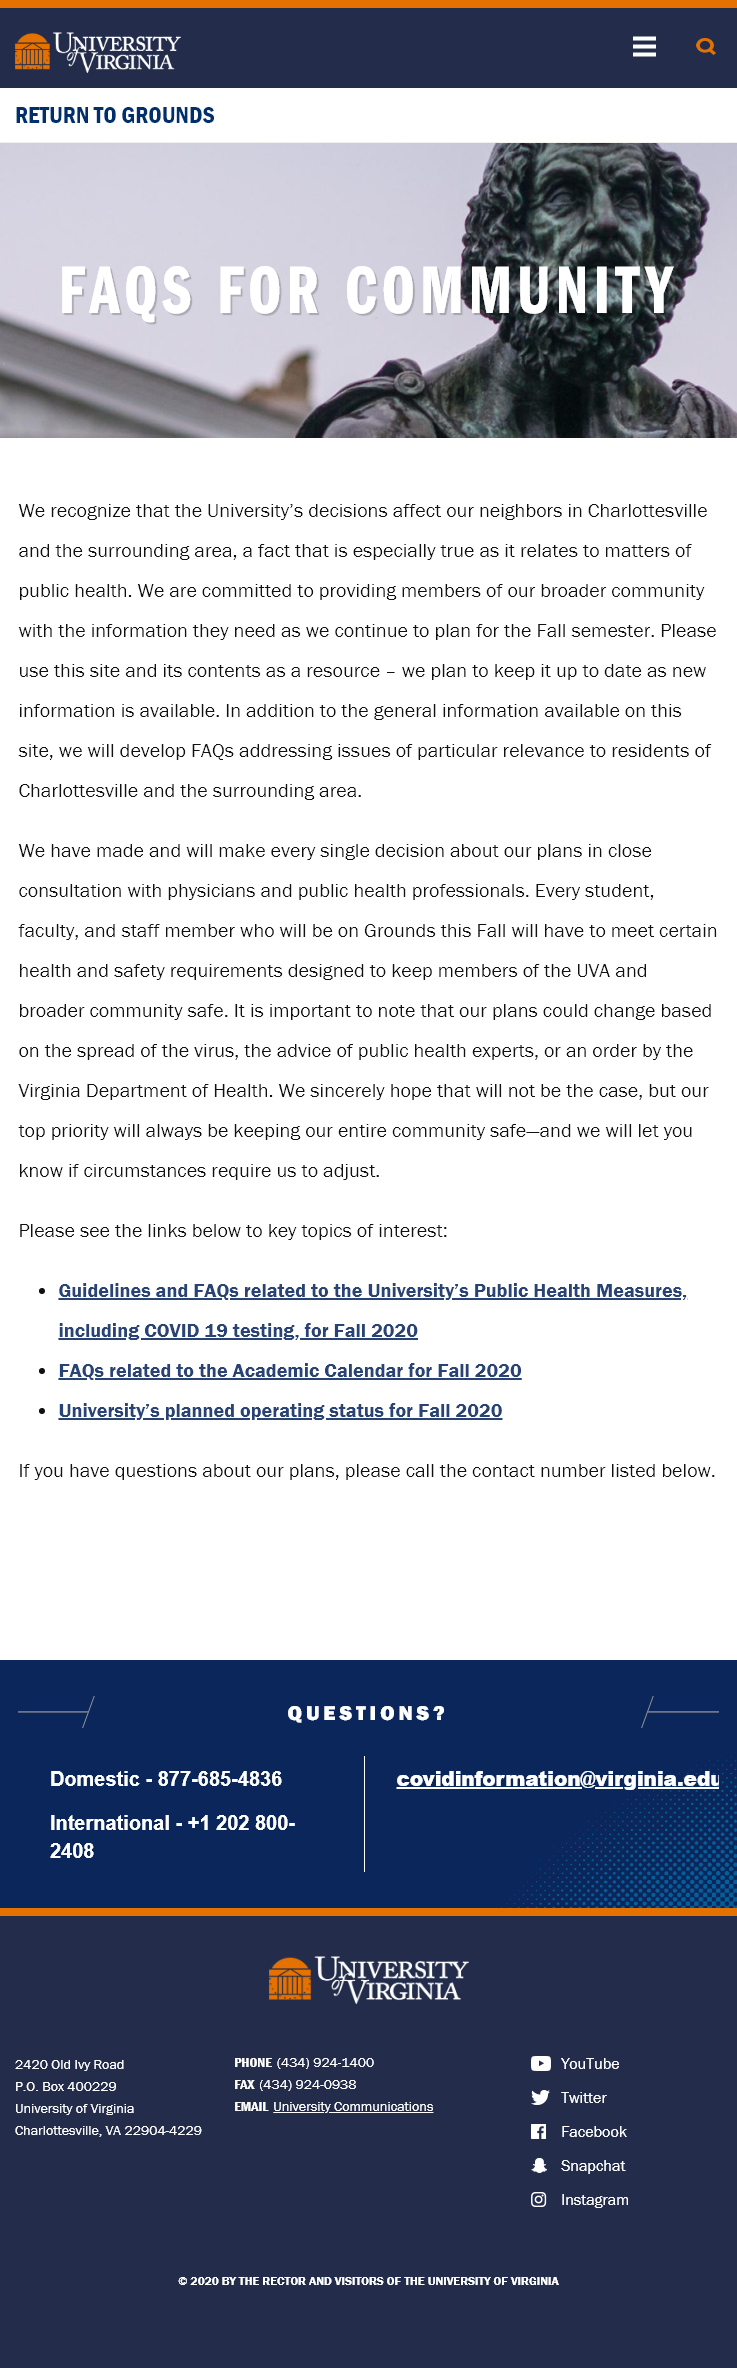 UNIVERSITY
of VIRGINIA
RETURN TO GROUNDS
FAQS FOR COMMUNITY
We recognize that the University’s decisions affect our neighbors in Charlottesville
and the surrounding area, a fact that is especially true as it relates to matters of
public health. We are committed to providing members of our broader community
with the information they need as we continue to plan for the Fall semester. Please
use this site and its contents as a resource – we plan to keep it up to date as new
information is available. In addition to the general information available on this
site, we will develop FAQs addressing issues of particular relevance to residents of
Charlottesville and the surrounding area.
We have made and will make every single decision about our plans in close
consultation with physicians and public health professionals. Every student,
faculty, and staff member who will be on Grounds this Fall will have to meet certain
health and safety requirements designed to keep members of the UVA and
broader community safe. It is important to note that our plans could change based
on the spread of the virus, the advice of public health experts, or an order by the
Virginia Department of Health. We sincerely hope that will not be the case, but our
top priority will always be keeping our entire community safe—and we will let you
know if circumstances require us to adjust.
Please see the links below to key topics of interest:
• Guidelines and FAQs related to the University’s Public Health Measures,
including COVID 19 testing, for Fall 2020
• FAQs related to the Academic Calendar for Fall 2020
• University’s planned operating status for Fall 2020
If you have questions about our plans, please call the contact number listed below.
QUESTIONS?
Domestic - 877-685-4836
International - +1 202 800-
2408
covidinformation@virginia.edu
UNIVERSITY
of VIRGINIA
2420 Old Ivy Road
P.O. Box 400229
University of Virginia
Charlottesville, VA 22904-4229
PHONE (434) 924-1400
FAX (434) 924-0938
EMAIL University Communications
YouTube
Twitter
Facebook
Snapchat
Instagram
© 2020 BY THE RECTOR AND VISITORS OF THE UNIVERSITY OF VIRGINIA